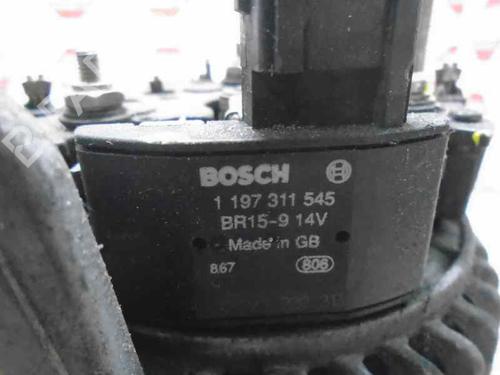 BOSCH
1 197 311 545
BR15-9 14V
Made in GB
867 806